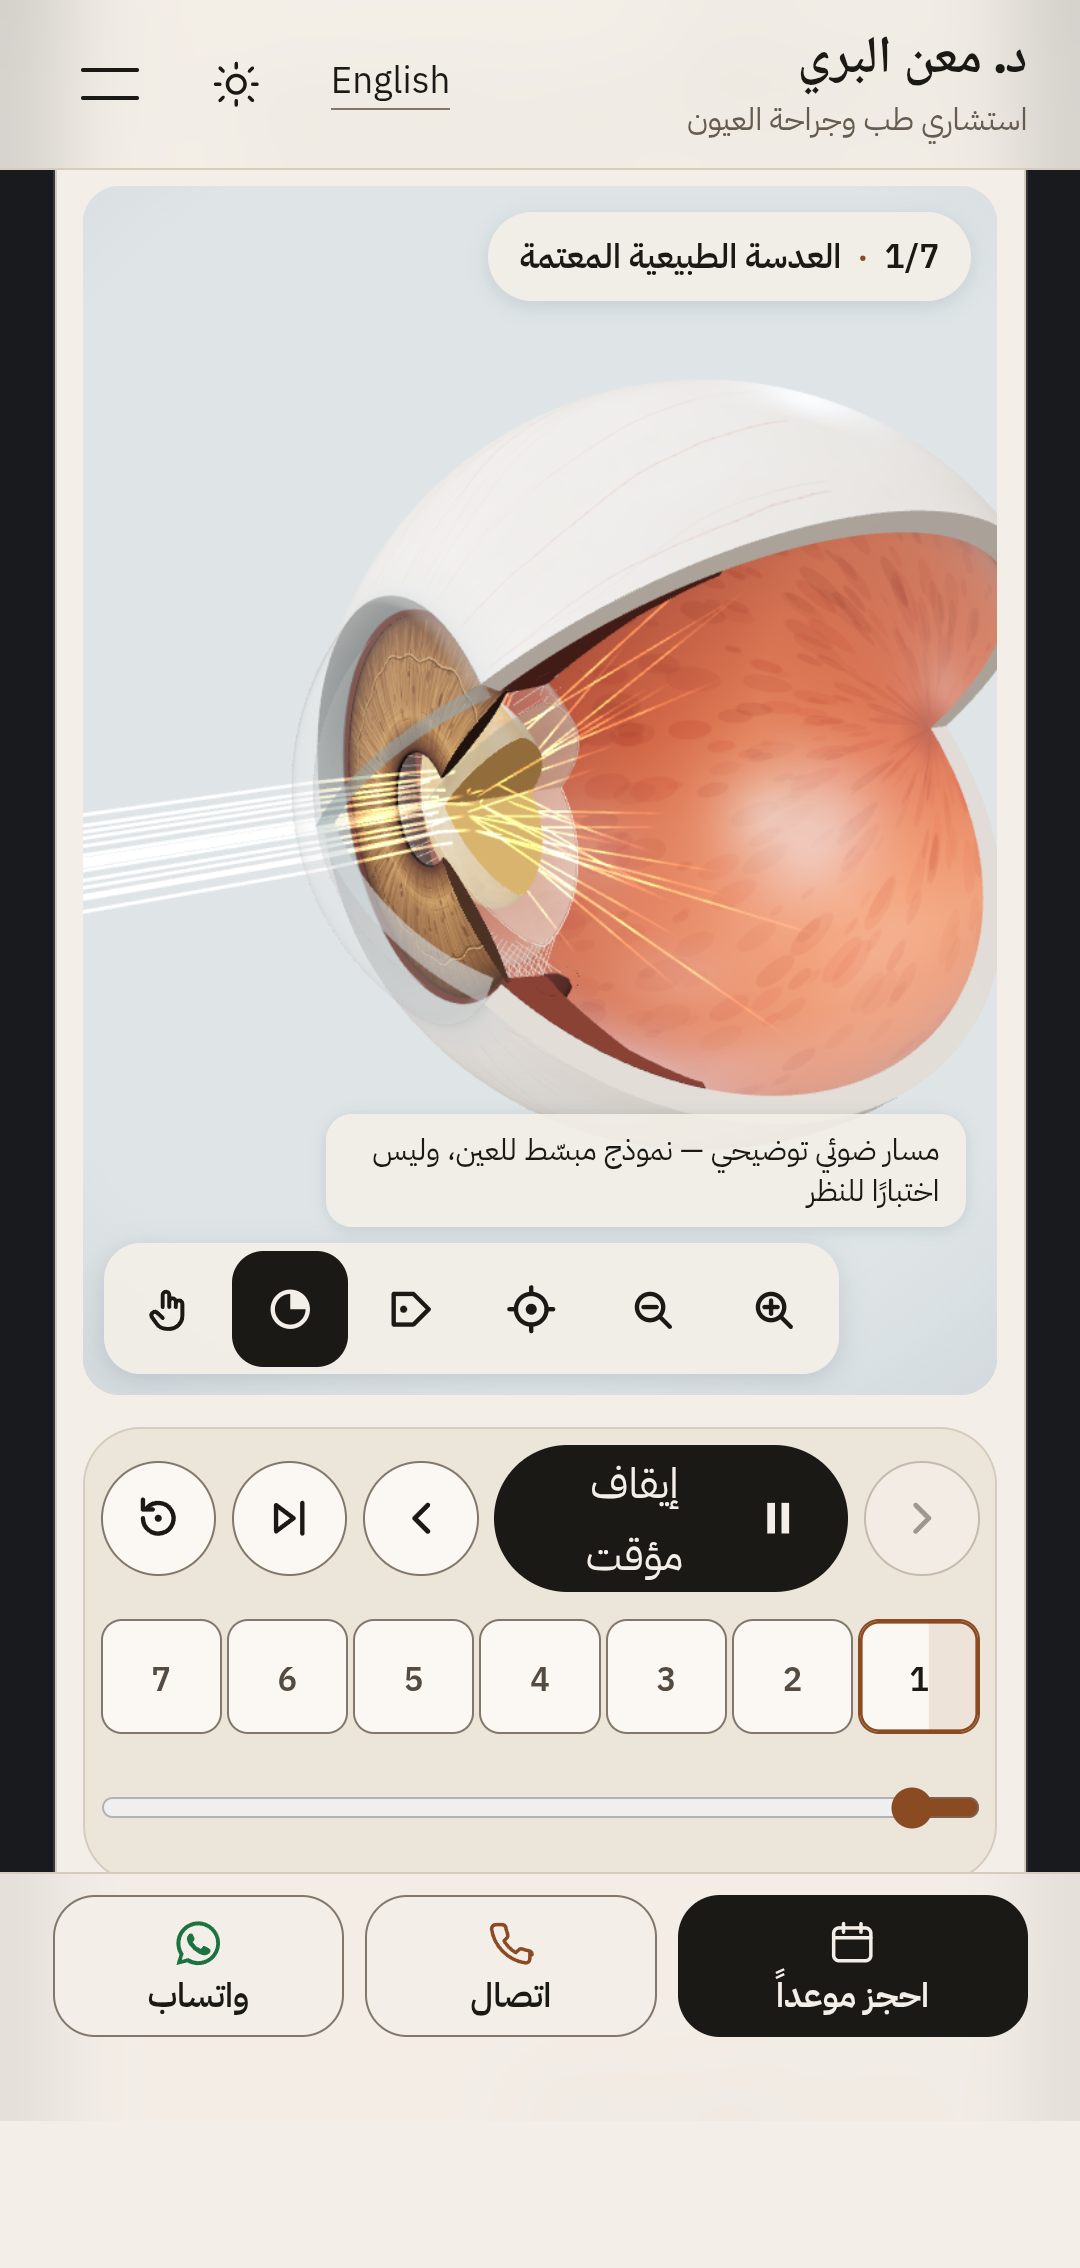 د. معن البري
استشاري طب وجراحة العيون
English
1/7 · العدسة الطبيعية المعتمة
مسار ضوئي توضيحي — نموذج مبسّط للعين، وليس
اختبارًا للنظر
إيقاف
مؤقت
1 2 3 4 5 6 7
احجز موعداً
اتصال
واتساب